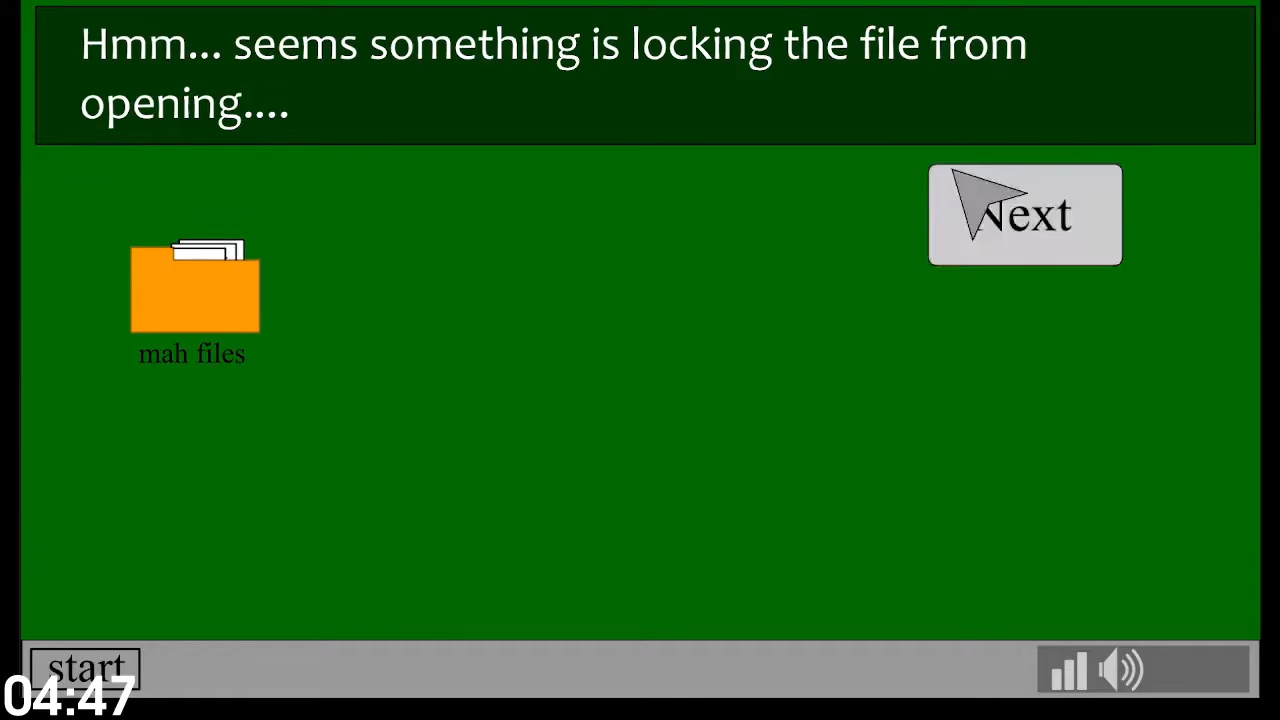 Hmm... seems something is locking the file from
opening....
Next
mah files
start
04:47